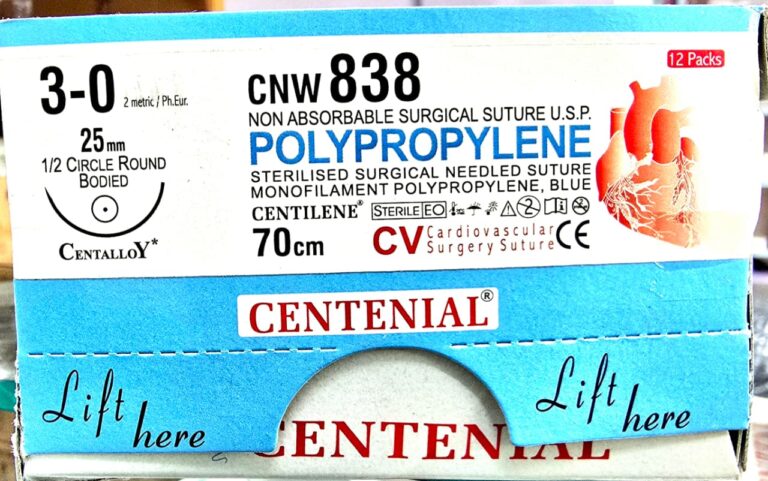 12 Packs
3-0 2 metric / Ph.Eur.
25mm
1/2 CIRCLE ROUND
BODIED
CENTALLOY*
CNW 838
NON ABSORBABLE SURGICAL SUTURE U.S.P.
POLYPROPYLENE
STERILISED SURGICAL NEEDLED SUTURE
MONOFILAMENT POLYPROPYLENE, BLUE
CENTILENE® STERILE EO 2
70cm CV Cardiovascular
Surgery Suture CE
CENTENIAL®
Lift
here
Lift
here
CENTENIAL